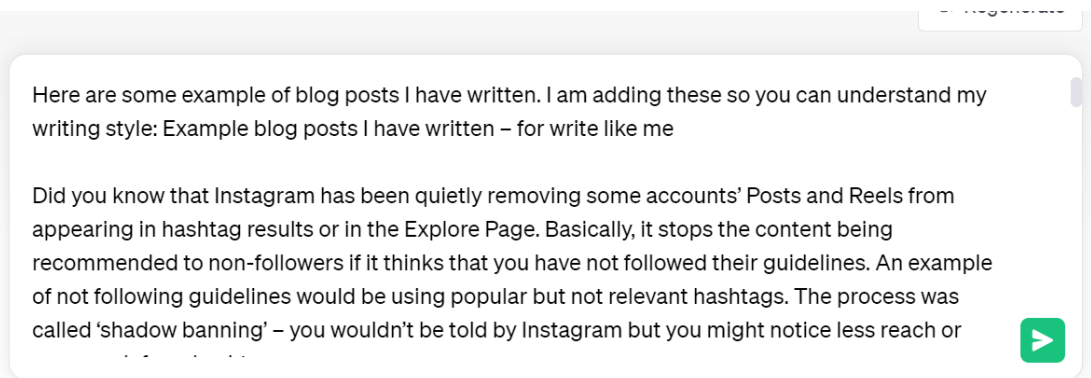 Regenerate
Here are some example of blog posts I have written. I am adding these so you can understand my
writing style: Example blog posts I have written – for write like me
Did you know that Instagram has been quietly removing some accounts’ Posts and Reels from
appearing in hashtag results or in the Explore Page. Basically, it stops the content being
recommended to non-followers if it thinks that you have not followed their guidelines. An example
of not following guidelines would be using popular but not relevant hashtags. The process was
called ‘shadow banning’ – you wouldn’t be told by Instagram but you might notice less reach or